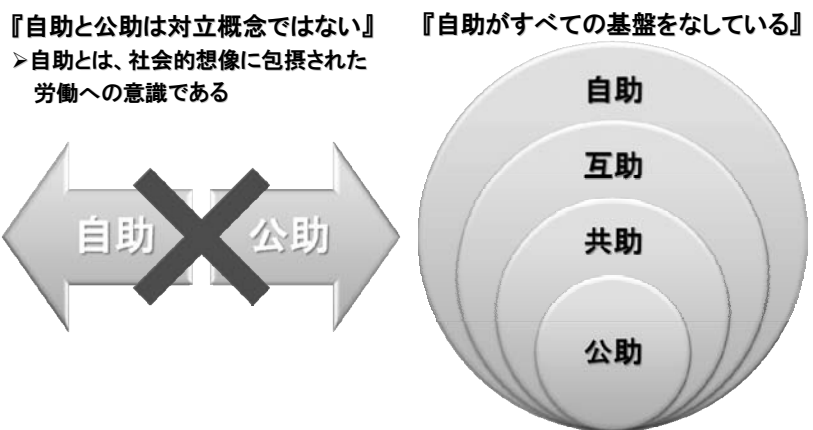 『自助と公助は対立概念ではない』
➢自助とは、社会的想像に包摂された
労働への意識である
自助
公助
『自助がすべての基盤をなしている』
自助
互助
共助
公助